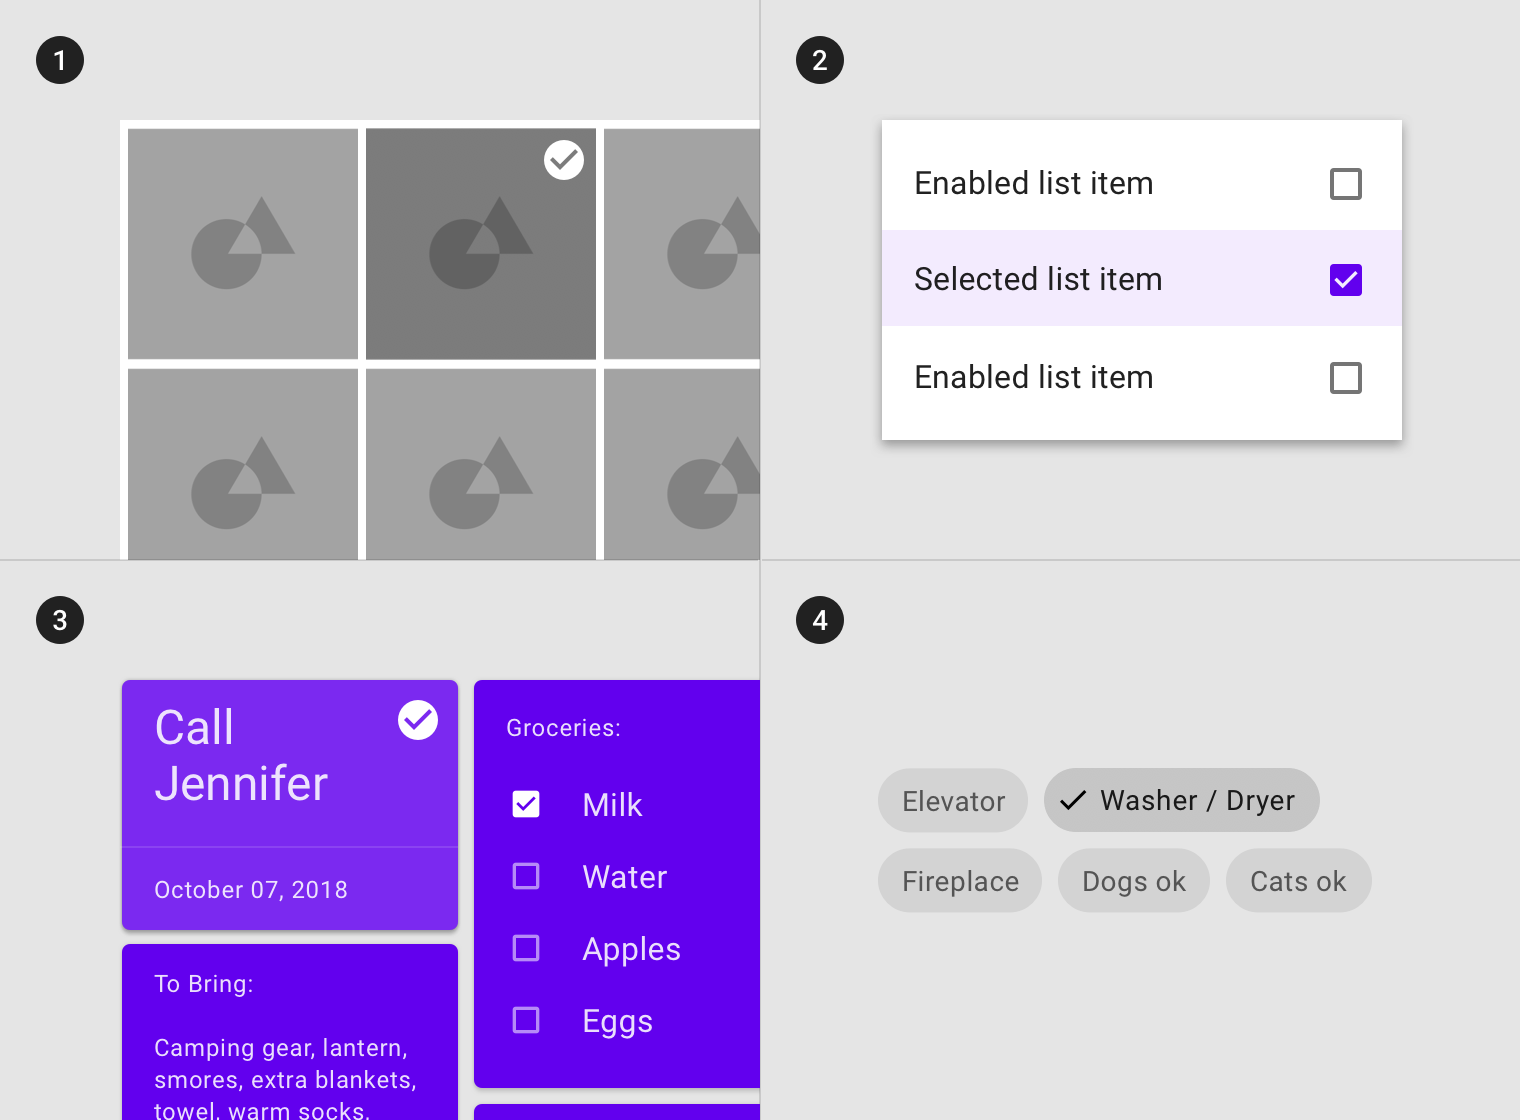 1
2
Enabled list item
Selected list item
Enabled list item
3
Call
Jennifer
October 07, 2018
To Bring:
Camping gear, lantern,
smores, extra blankets,
towel, warm socks,
Groceries:
Milk
Water
Apples
Eggs
4
Elevator
Washer / Dryer
Fireplace
Dogs ok
Cats ok